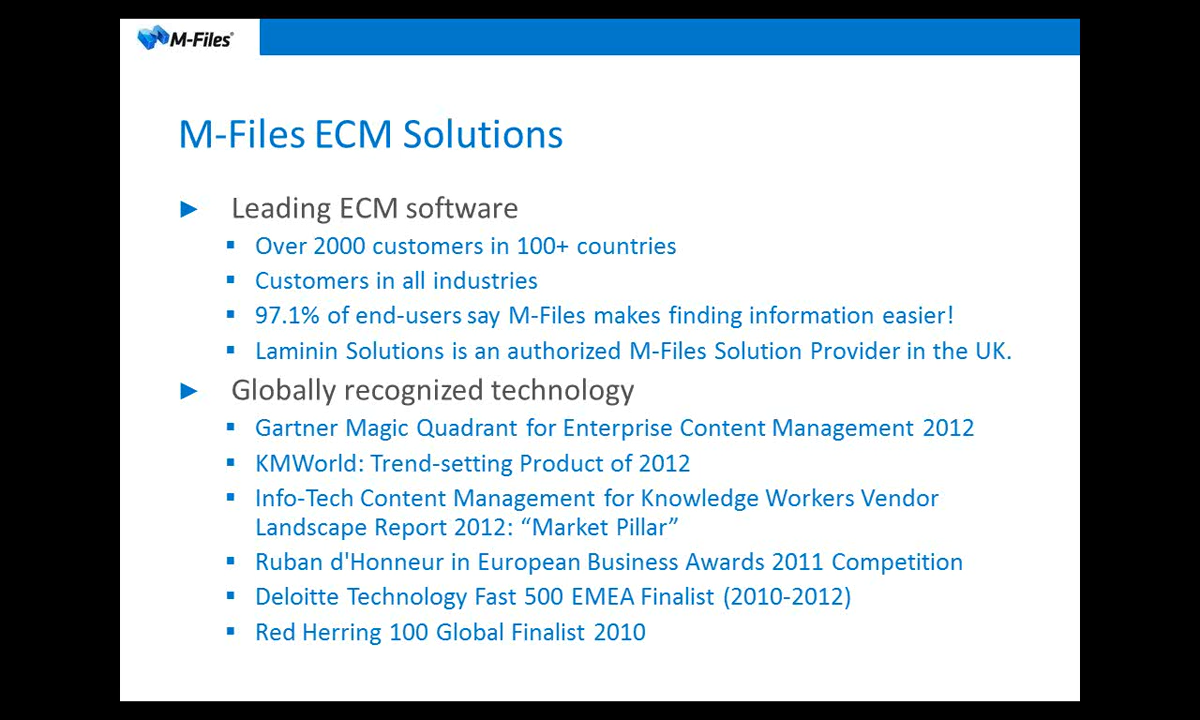 M-Files®
M-Files ECM Solutions
► Leading ECM software
▪ Over 2000 customers in 100+ countries
▪ Customers in all industries
▪ 97.1% of end-users say M-Files makes finding information easier!
▪ Laminin Solutions is an authorized M-Files Solution Provider in the UK.
► Globally recognized technology
▪ Gartner Magic Quadrant for Enterprise Content Management 2012
▪ KMWorld: Trend-setting Product of 2012
▪ Info-Tech Content Management for Knowledge Workers Vendor
Landscape Report 2012: “Market Pillar”
▪ Ruban d'Honneur in European Business Awards 2011 Competition
▪ Deloitte Technology Fast 500 EMEA Finalist (2010-2012)
▪ Red Herring 100 Global Finalist 2010